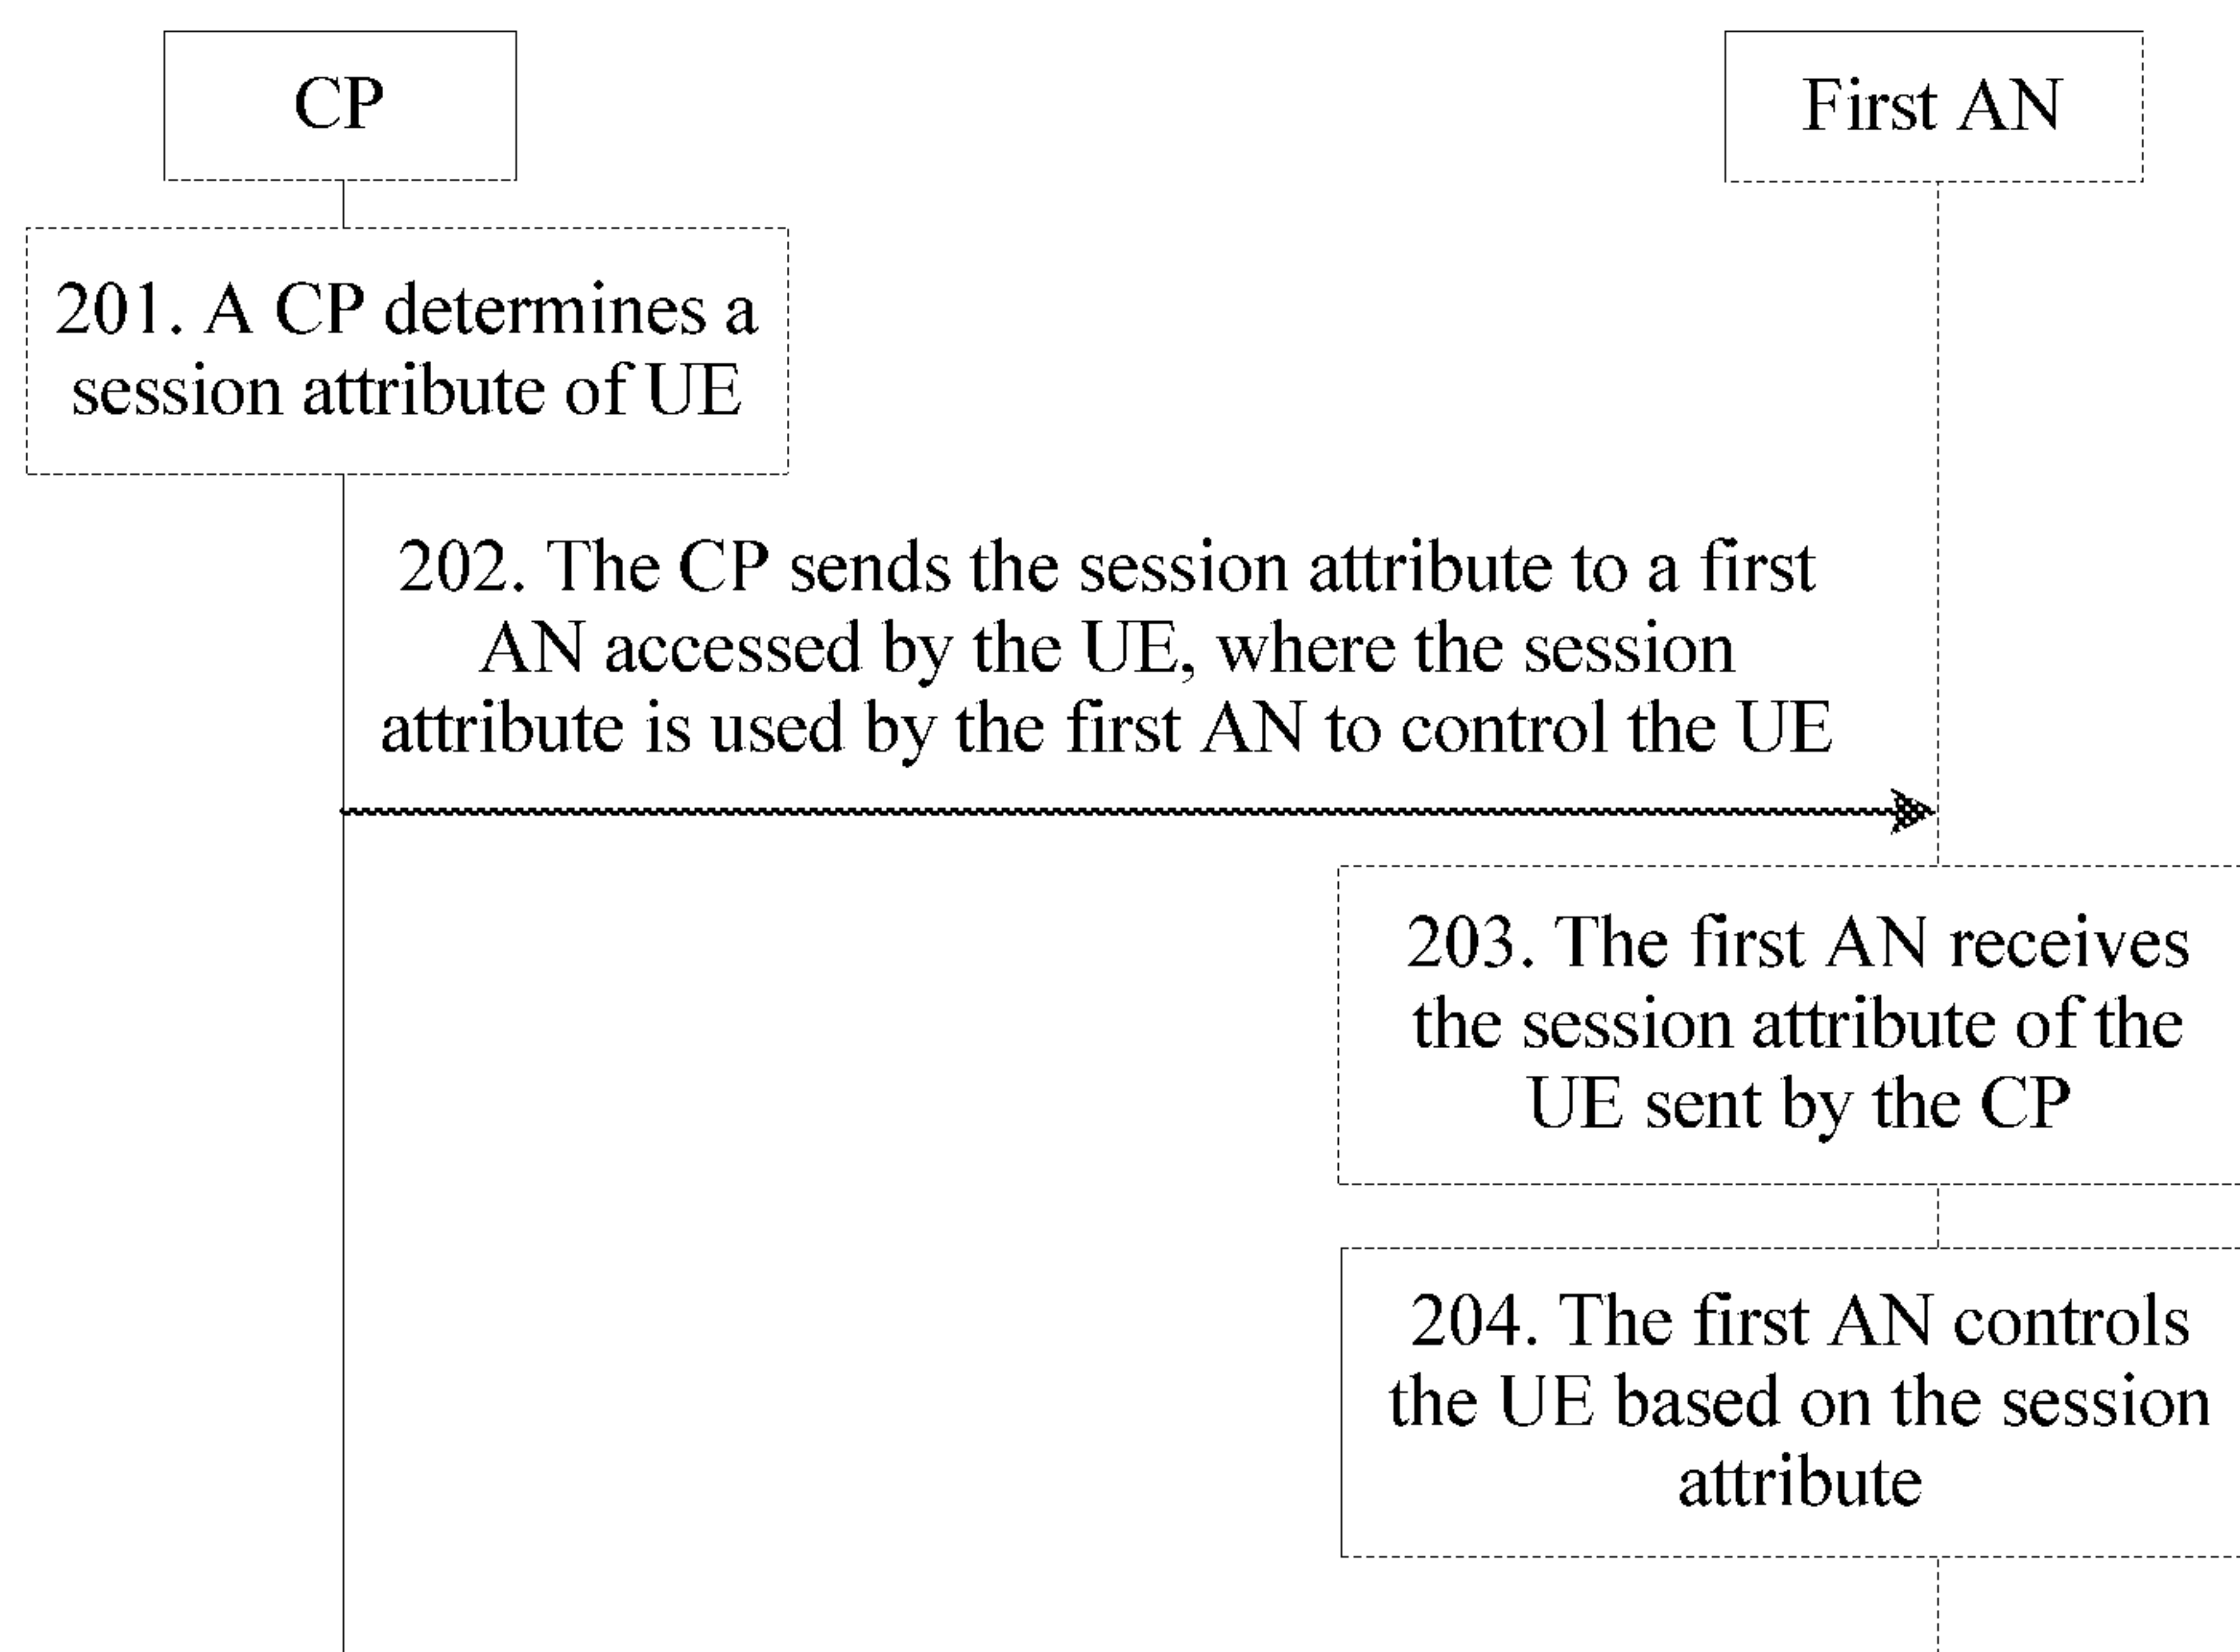 CP
First AN
201. A CP determines a
session attribute of UE
202. The CP sends the session attribute to a first
AN accessed by the UE, where the session
attribute is used by the first AN to control the UE
203. The first AN receives
the session attribute of the
UE sent by the CP
204. The first AN controls
the UE based on the session
attribute